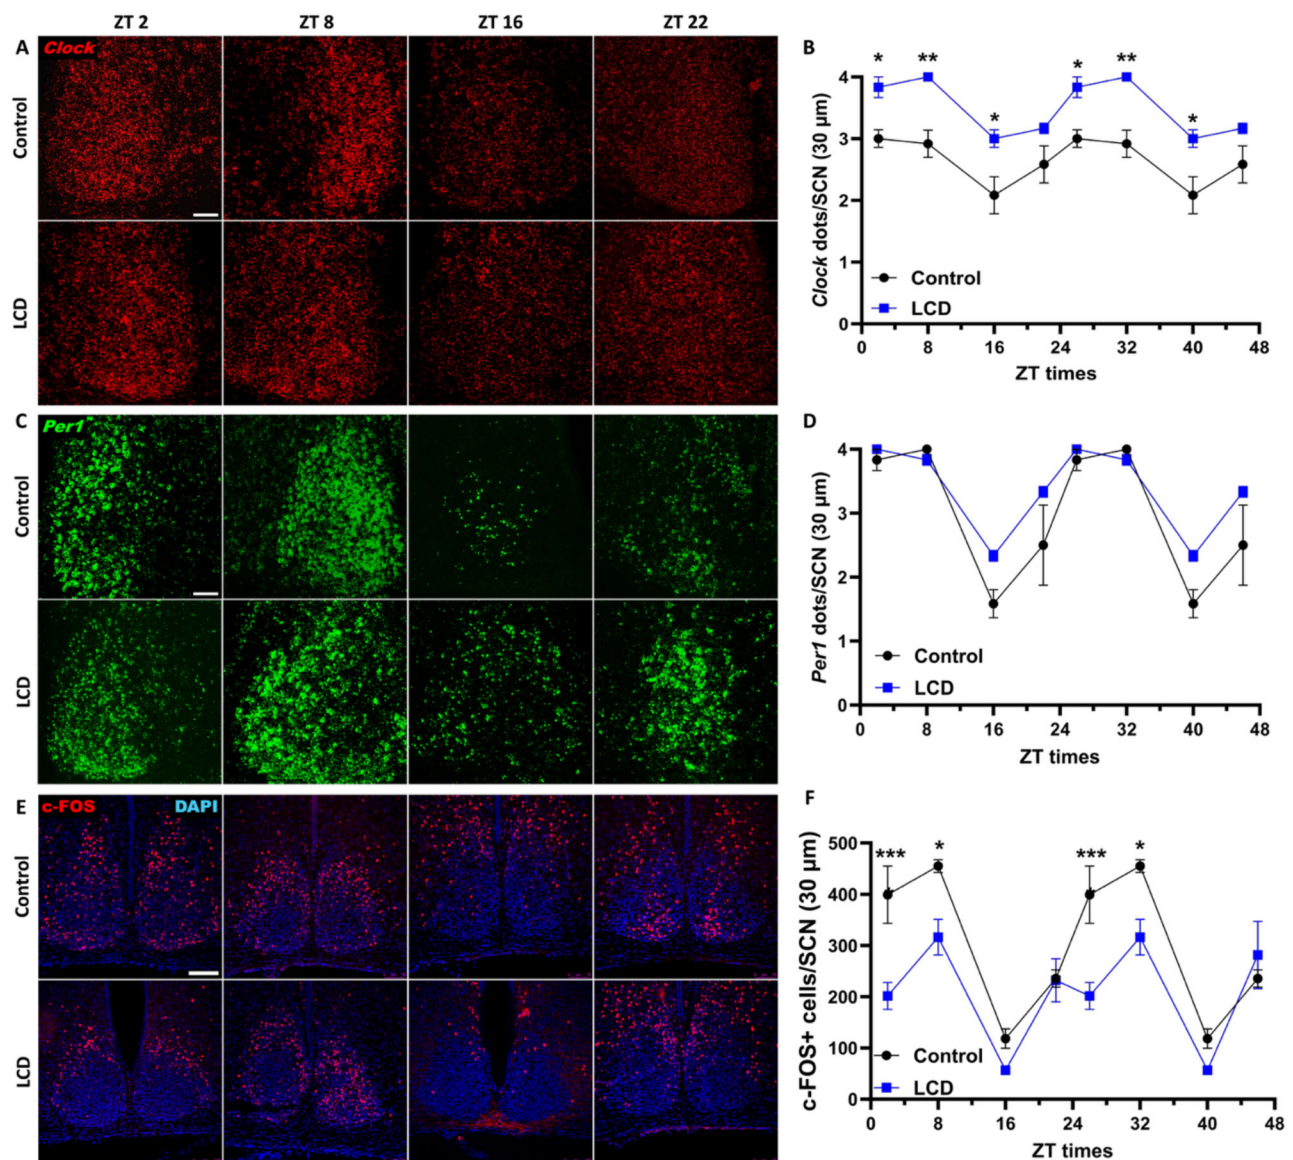 ZT 2 ZT 8 ZT 16 ZT 22
A Clock
Control
LCD
B
* ** * * ** *
Clock dots/SCN (30 µm)
4
3
2
1
0
Control
LCD
0 8 16 24 32 40 48
ZT times
C Per1
Control
LCD
D
Per1 dots/SCN (30 µm)
4
3
2
1
0
Control
LCD
0 8 16 24 32 40 48
ZT times
E c-FOS DAPI
Control
LCD
F
*** * *** *
c-FOS+ cells/SCN (30 µm)
500
400
300
200
100
0
Control
LCD
0 8 16 24 32 40 48
ZT times